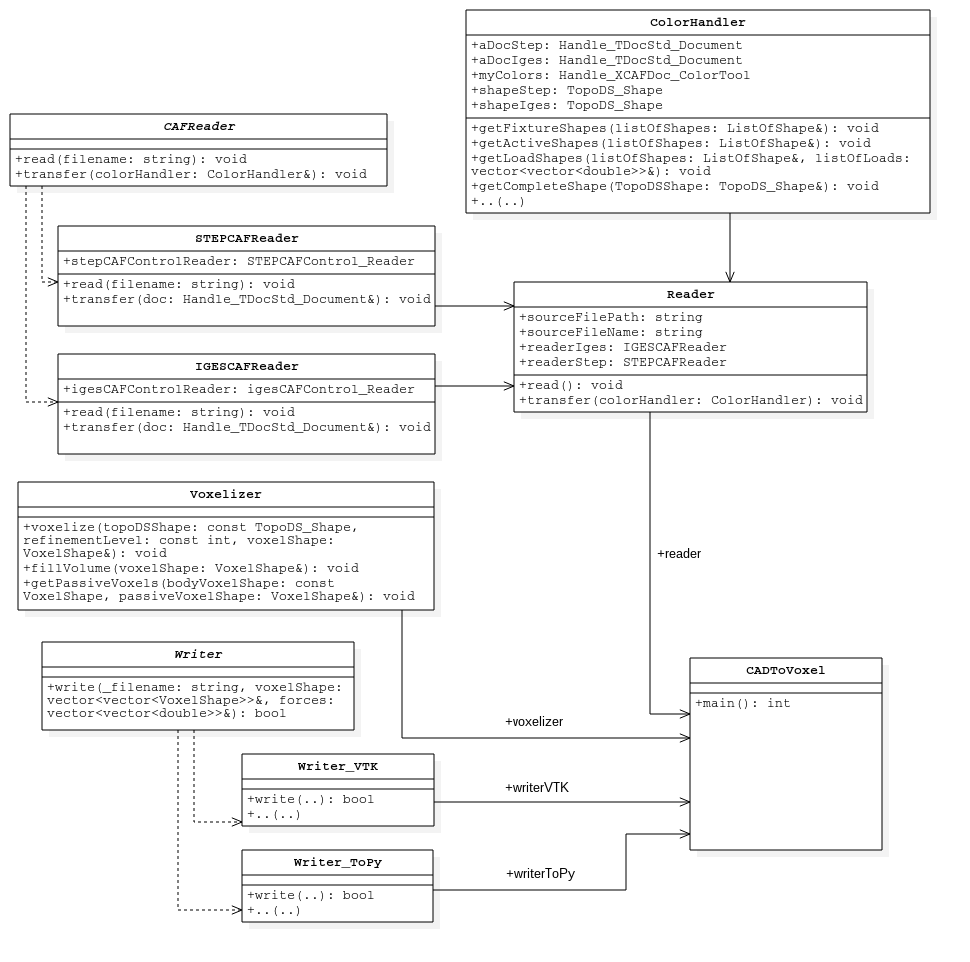 ColorHandler
+aDocStep: Handle_TDocStd_Document
+aDocIges: Handle_TDocStd_Document
+myColors: Handle_XCAFDoc_ColorTool
+shapeStep: TopoDS_Shape
+shapeIges: TopoDS_Shape
+getFixtureShapes(listOfShapes: ListOfShape&): void
+getActiveShapes(listOfShapes: ListOfShape&): void
+getLoadShapes(listOfShapes: ListOfShape&, listOfLoads:
vector<vector<double>>&): void
+getCompleteShape(TopoDSShape: TopoDS_Shape&): void
+..(..)
CAFReader
+read(filename: string): void
+transfer(colorHandler: ColorHandler&): void
STEPCAFReader
+stepCAFControlReader: STEPCAFControl_Reader
+read(filename: string): void
+transfer(doc: Handle_TDocStd_Document&): void
Reader
+sourceFilePath: string
+sourceFileName: string
+readerIges: IGESCAFReader
+readerStep: STEPCAFReader
+read(): void
+transfer(colorHandler: ColorHandler): void
IGESCAFReader
+igesCAFControlReader: igesCAFControl_Reader
+read(filename: string): void
+transfer(doc: Handle_TDocStd_Document&): void
Voxelizer
+voxelize(topoDSShape: const TopoDS_Shape,
refinementLevel: const int, voxelShape:
VoxelShape&): void
+fillVolume(voxelShape: VoxelShape&): void
+getPassiveVoxels(bodyVoxelShape: const
VoxelShape, passiveVoxelShape: VoxelShape&): void
+reader
Writer
+write(_filename: string, voxelShape:
vector<vector<VoxelShape>>&, forces:
vector<vector<double>>&): bool
CADToVoxel
+main(): int
+voxelizer
Writer_VTK
+write(..): bool
+..(..)
+writerVTK
Writer_ToPy
+write(..): bool
+..(..)
+writerToPy